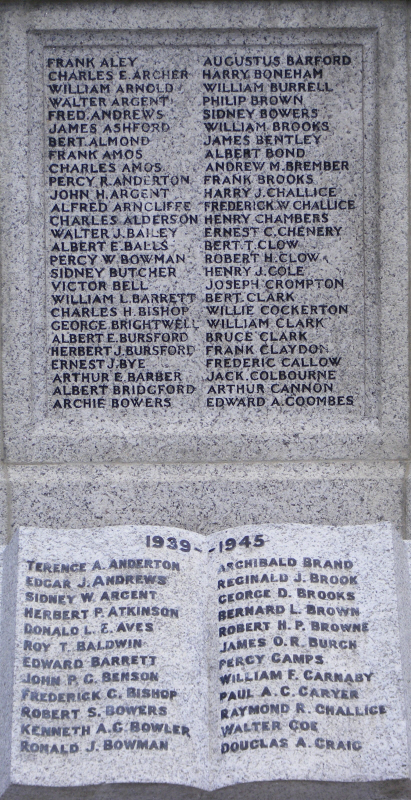 FRANK ALEY
CHARLES E. ARCHER
WILLIAM ARNOLD
WALTER ARGENT
FRED. ANDREWS
JAMES ASHFORD
BERT. ALMOND
FRANK AMOS
CHARLES AMOS
PERCY R. ANDERTON
JOHN H. ARGENT
ALFRED ARNCLIFFE
CHARLES ALDERSON
WALTER J. BAILEY
ALBERT E. BALLS
PERCY W. BOWMAN
SIDNEY BUTCHER
VICTOR BELL
WILLIAM L. BARRETT
CHARLES H. BISHOP
GEORGE BRIGHTWELL
ALBERT E. BURSFORD
HERBERT J. BURSFORD
ERNEST J. BYE
ARTHUR E. BARBER
ALBERT BRIDGFORD
ARCHIE BOWERS
AUGUSTUS BARFORD
HARRY BONEHAM
WILLIAM BURRELL
PHILIP BROWN
SIDNEY BOWERS
WILLIAM BROOKS
JAMES BENTLEY
ALBERT BOND
ANDREW M. BREMBER
FRANK BROOKS
HARRY J. CHALLICE
FREDERICK W. CHALLICE
HENRY CHAMBERS
ERNEST C. CHENERY
BERT. T. CLOW
ROBERT H. CLOW
HENRY J. COLE
JOSEPH CROMPTON
BERT. CLARK
WILLIE COCKERTON
WILLIAM CLARK
BRUCE CLARK
FRANK CLAYDON
FREDERIC CALLOW
JACK. COLBOURNE
ARTHUR CANNON
EDWARD A. COOMBES
1939 - 1945
TERENCE A. ANDERTON
EDGAR J. ANDREWS
SIDNEY W. ARGENT
HERBERT P. ATKINSON
DONALD L. E. AVES
ROY T. BALDWIN
EDWARD BARRETT
JOHN P. G. BENSON
FREDERICK C. BISHOP
ROBERT S. BOWERS
KENNETH A. G. BOWLER
RONALD J. BOWMAN
ARCHIBALD BRAND
REGINALD J. BROOK
GEORGE D. BROOKS
BERNARD L. BROWN
ROBERT H. P. BROWNE
JAMES O. R. BURCH
PERCY CAMPS
WILLIAM F. CARNABY
PAUL A. C. CARYER
RAYMOND R. CHALLICE
WALTER COE
DOUGLAS A. CRAIG